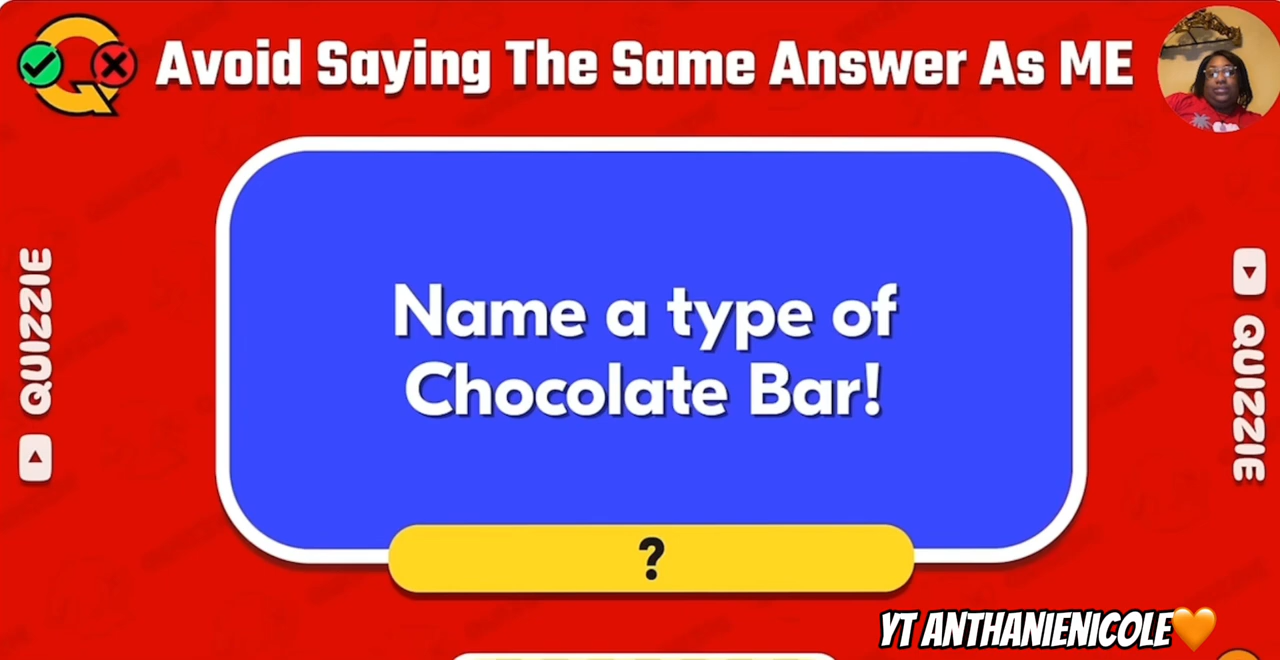 Avoid Saying The Same Answer As ME
QUIZZIE
Name a type of
Chocolate Bar!
QUIZZIE
?
YT ANTHANIENICOLE🧡